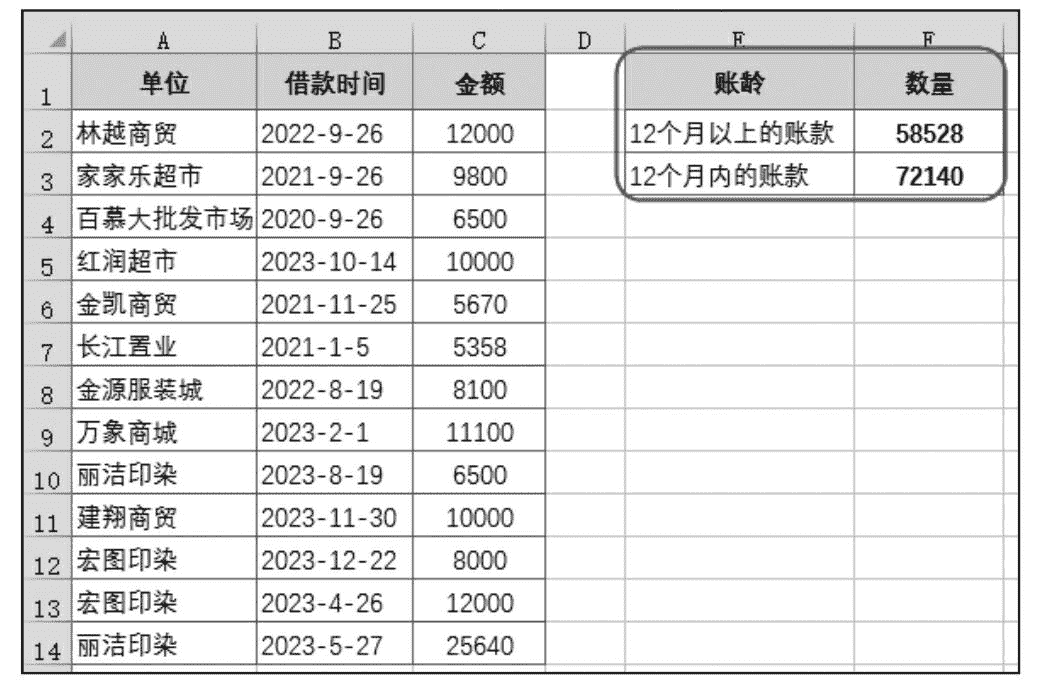 A B C D E F
1 单位 借款时间 金额 账龄 数量
2 林越商贸 2022-9-26 12000 12个月以上的账款 58528
3 家家乐超市 2021-9-26 9800 12个月内的账款 72140
4 百慕大批发市场 2020-9-26 6500
5 红润超市 2023-10-14 10000
6 金凯商贸 2021-11-25 5670
7 长江置业 2021-1-5 5358
8 金源服装城 2022-8-19 8100
9 万象商城 2023-2-1 11100
10 丽洁印染 2023-8-19 6500
11 建翔商贸 2023-11-30 10000
12 宏图印染 2023-12-22 8000
13 宏图印染 2023-4-26 12000
14 丽洁印染 2023-5-27 25640